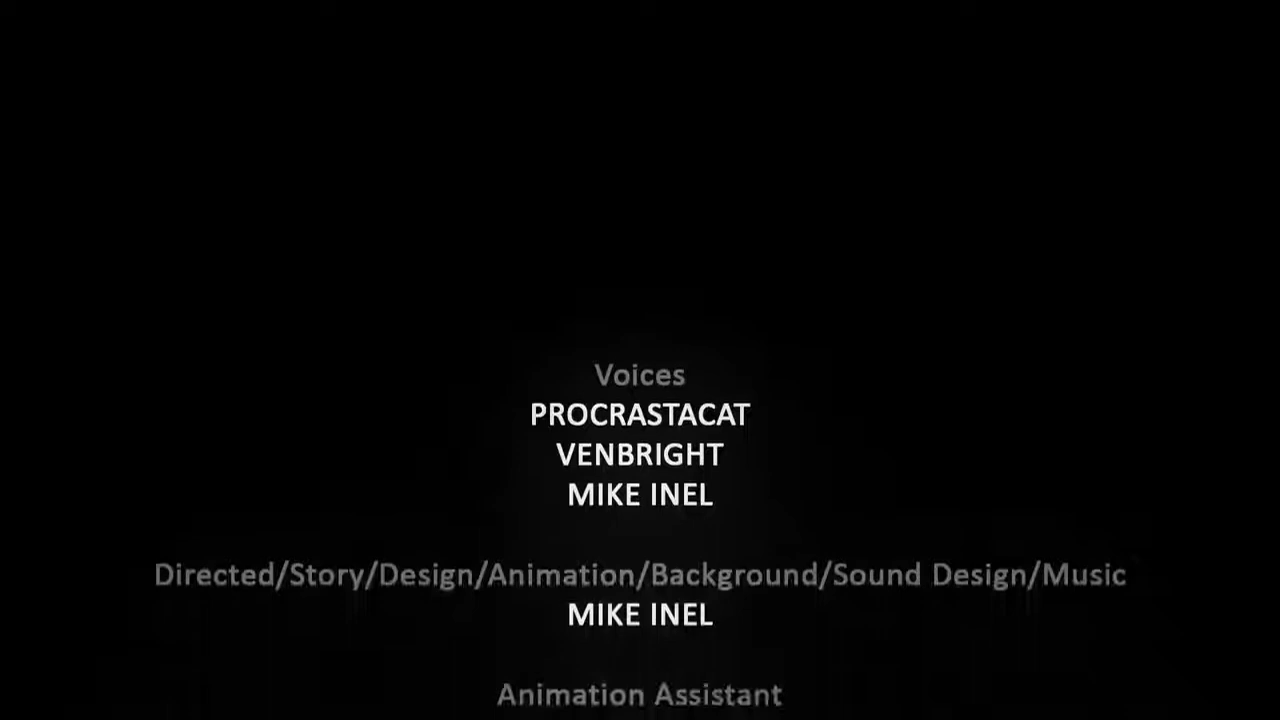 Voices
PROCRASTACAT
VENBRIGHT
MIKE INEL
Directed/Story/Design/Animation/Background/Sound Design/Music
MIKE INEL
Animation Assistant